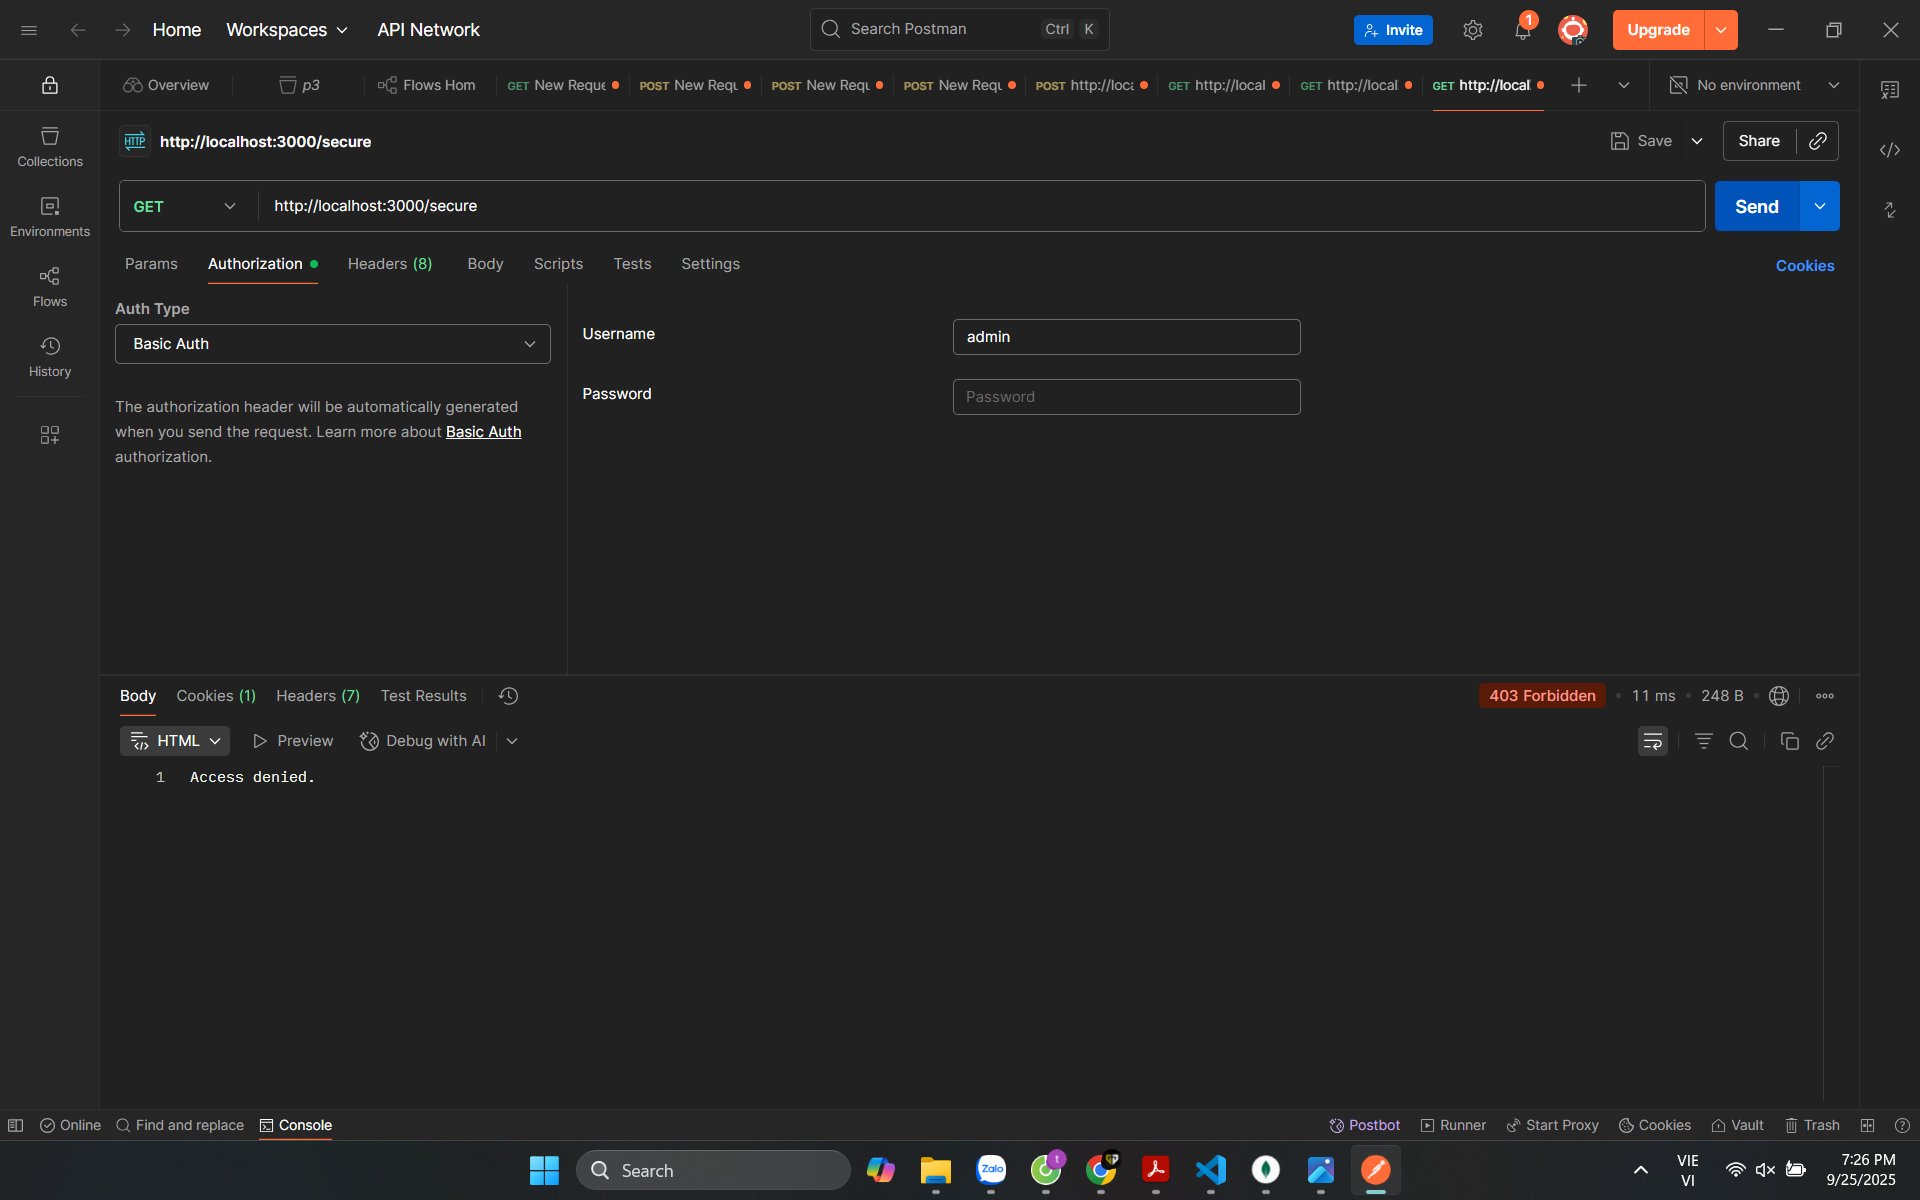 Home Workspaces API Network Search Postman Ctrl K Invite 1 Upgrade
Overview p3 Flows Hom GET New Reque POST New Requ POST New Requ POST New Requ POST http://loca GET http://local GET http://local GET http://local No environment
HTTP http://localhost:3000/secure Save Share
Collections
GET http://localhost:3000/secure Send
Environments
Params Authorization Headers (8) Body Scripts Tests Settings Cookies
Flows
Auth Type
Username admin
Basic Auth
History
Password Password
The authorization header will be automatically generated
when you send the request. Learn more about Basic Auth
authorization.
Body Cookies (1) Headers (7) Test Results 403 Forbidden 11 ms 248 B
HTML Preview Debug with AI
1 Access denied.
Online Find and replace Console Postbot Runner Start Proxy Cookies Vault Trash
Search Zalo t VIE
VI
7:26 PM
9/25/2025